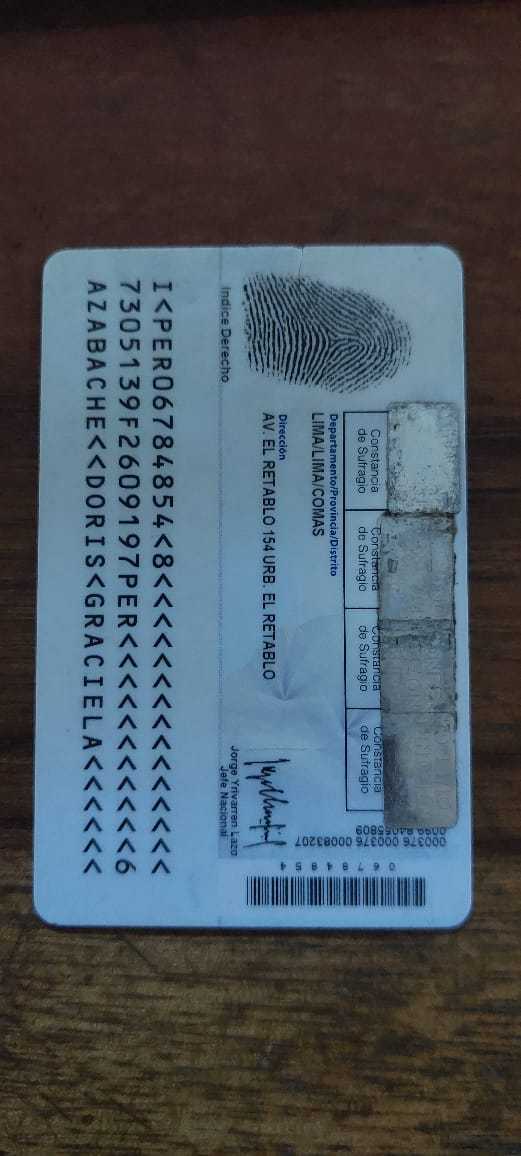 Constancia
de Sufragio
Constancia
de Sufragio
Constancia
de Sufragio
Constancia
de Sufragio
Departamento/Provincia/Distrito
LIMA/LIMA/COMAS
Dirección
AV. EL RETABLO 154 URB. EL RETABLO
Indice Derecho
Jorge Yrivarren Lazo
Jefe Nacional
000376 000376 00083207
06784854
I<PER06784854<8<<<<<<<<<<<<<<<
7305139F2609197PER<<<<<<<<<<<6
AZABACHE<<DORIS<GRACIELA<<<<<<